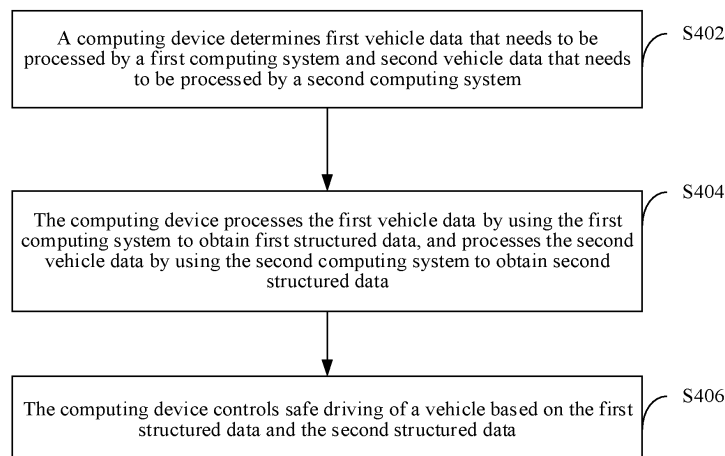 A computing device determines first vehicle data that needs to be
processed by a first computing system and second vehicle data that needs
to be processed by a second computing system
S402
The computing device processes the first vehicle data by using the first
computing system to obtain first structured data, and processes the second
vehicle data by using the second computing system to obtain second
structured data
S404
The computing device controls safe driving of a vehicle based on the first
structured data and the second structured data
S406